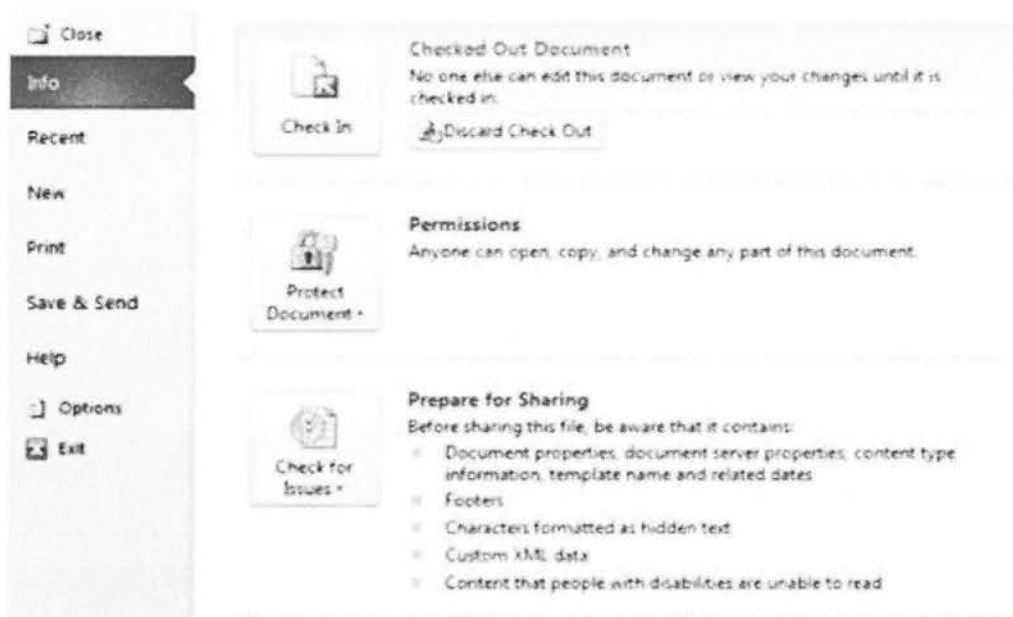 Close
Info
Recent
New
Print
Save & Send
Help
Options
Exit
Check In
Checked Out Document
No one else can edit this document or view your changes until it is
checked in.
Discard Check Out
Protect
Document
Permissions
Anyone can open, copy, and change any part of this document.
Check for
Issues
Prepare for Sharing
Before sharing this file, be aware that it contains:
Document properties, document server properties, content type
information, template name and related dates
Footers
Characters formatted as hidden text
Custom XML data
Content that people with disabilities are unable to read